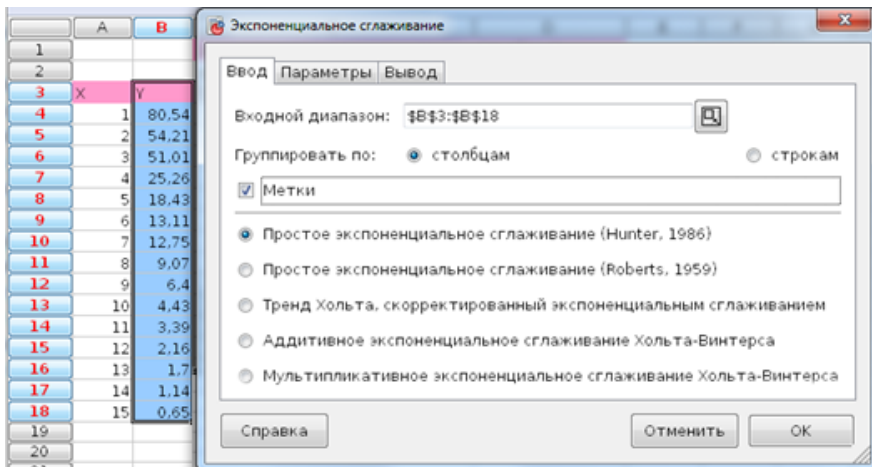 Экспоненциальное сглаживание
A B
1
2
3 X Y
4 1 80,54
5 2 54,21
6 3 51,01
7 4 25,26
8 5 18,43
9 6 13,11
10 7 12,75
11 8 9,07
12 9 6,4
13 10 4,43
14 11 3,39
15 12 2,16
16 13 1,7
17 14 1,14
18 15 0,65
19
20
Ввод Параметры Вывод
Входной диапазон: $B$3:$B$18
Группировать по: столбцам строкам
Метки
Простое экспоненциальное сглаживание (Hunter, 1986)
Простое экспоненциальное сглаживание (Roberts, 1959)
Тренд Хольта, скорректированный экспоненциальным сглаживанием
Аддитивное экспоненциальное сглаживание Хольта-Винтерса
Мультипликативное экспоненциальное сглаживание Хольта-Винтерса
Справка Отменить OK